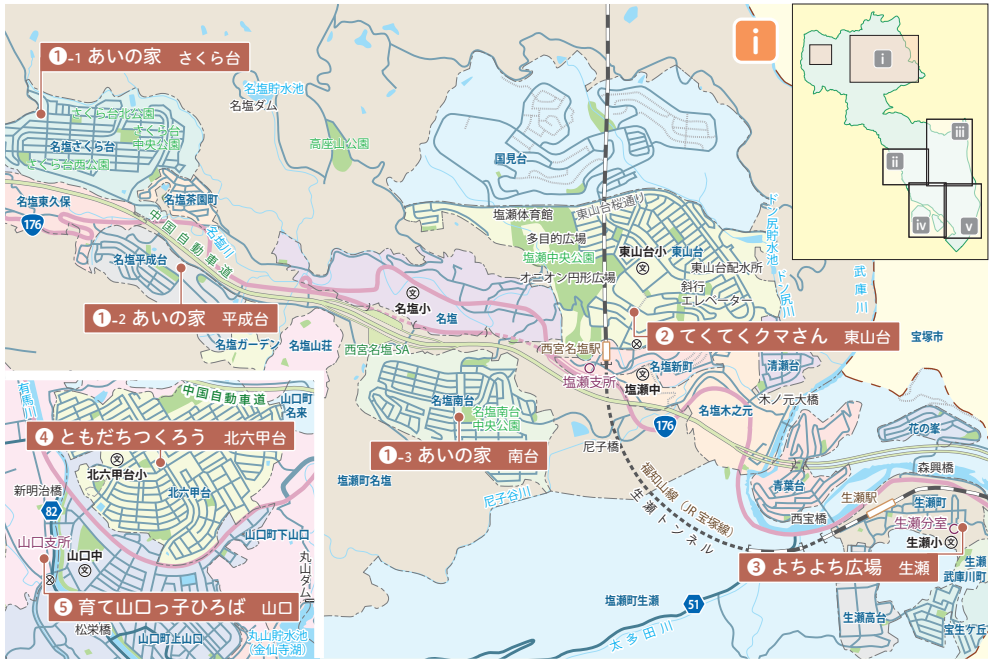 ❶-1 あいの家 さくら台
i
i
iii
ii
iv
v
名塩貯水池
名塩ダム
さくら台北公園
さくら台
中央公園
名塩さくら台
さくら台西公園
高座山公園
国見台
名塩東久保
176
名塩茶園町
中国自動車道
名塩川
名塩平成台
塩瀬体育館
東山台桜通り
多目的広場
塩瀬中央公園
オニオン円形広場
東山台小
東山台
東山台配水所
斜行
エレベーター
ドン尻貯水池
ドン尻川
武庫川
❶-2 あいの家 平成台
名塩小
名塩
❷ てくてくクマさん 東山台
宝塚市
名塩ガーデン
名塩山荘
西宮名塩SA
西宮名塩駅
塩瀬支所
名塩新町
塩瀬中
清瀬台
木ノ元大橋
名塩木之元
176
名塩南台
名塩南台
中央公園
❶-3 あいの家 南台
尼子橋
塩瀬町名塩
尼子谷川
福知山線（JR宝塚線）
生瀬トンネル
花の峯
森興橋
青葉台
西宝橋
生瀬駅
生瀬町
生瀬分室
生瀬小
❸ よちよち広場 生瀬
生瀬
武庫川町
生瀬高台
宝生ケ丘
塩瀬町生瀬
51
太多田川
有馬川
中国自動車道
山口町
名来
❹ ともだちつくろう 北六甲台
北六甲台小
北六甲台
新明治橋
82
山口支所
山口中
山口町下山口
丸山ダム
❺ 育て山口っ子ひろば 山口
松栄橋
山口町上山口
丸山貯水池
（金仙寺湖）